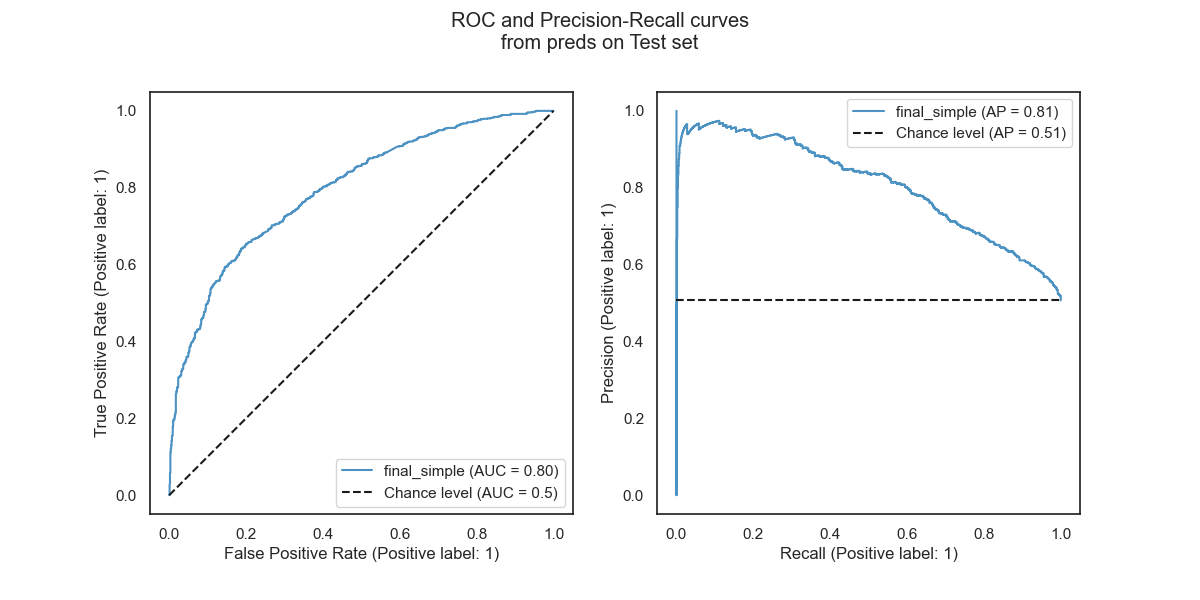 ROC and Precision-Recall curves
from preds on Test set
1.0
0.8
0.6
0.4
0.2
0.0
True Positive Rate (Positive label: 1)
final_simple (AUC = 0.80)
Chance level (AUC = 0.5)
0.0 0.2 0.4 0.6 0.8 1.0
False Positive Rate (Positive label: 1)
final_simple (AP = 0.81)
Chance level (AP = 0.51)
1.0
0.8
0.6
0.4
0.2
0.0
Precision (Positive label: 1)
0.0 0.2 0.4 0.6 0.8 1.0
Recall (Positive label: 1)